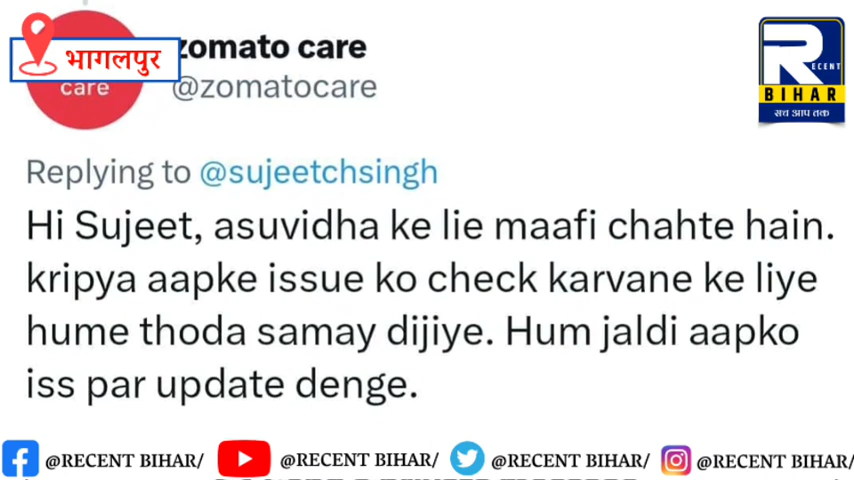 भागलपुर
zomato care
care
@zomatocare
RECENT
BIHAR
सच आप तक
Replying to @sujeetchsingh
Hi Sujeet, asuvidha ke lie maafi chahte hain.
kripya aapke issue ko check karvane ke liye
hume thoda samay dijiye. Hum jaldi aapko
iss par update denge.
@RECENT BIHAR/ @RECENT BIHAR/ @RECENT BIHAR/ @RECENT BIHAR/